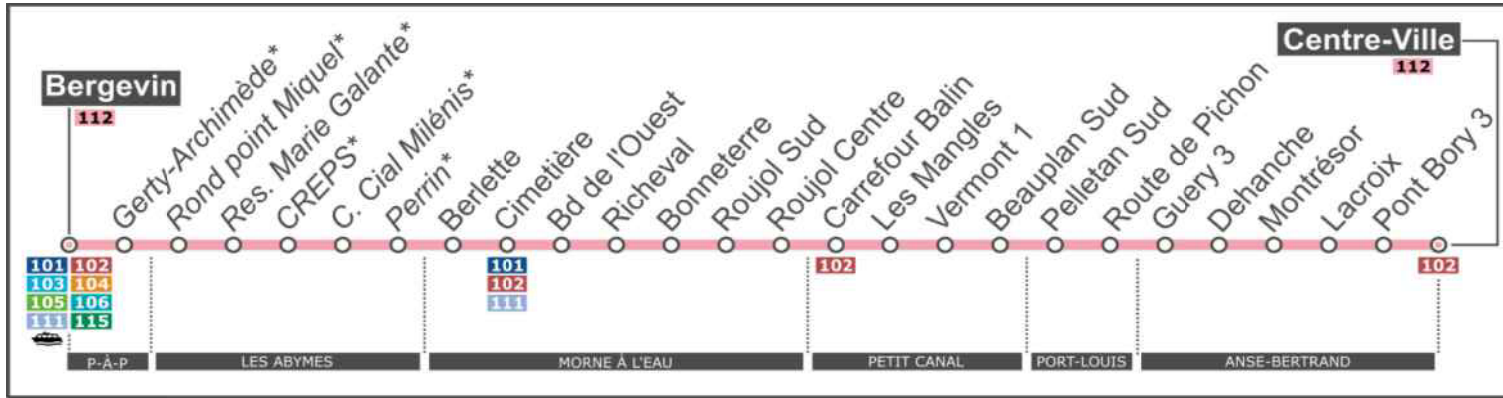 Bergevin
112
Gerty-Archimède*
Rond point Miquel*
Res. Marie Galante*
CREPS*
C. Cial Milénis*
Perrin*
Berlette
Cimetière
Bd de l'Ouest
Richeval
Bonneterre
Roujol Sud
Roujol Centre
Carrefour Balin
Les Mangles
Vermont 1
Beauplan Sud
Pelletan Sud
Route de Pichon
Guery 3
Dehanche
Montrésor
Lacroix
Pont Bory 3
Centre-Ville
112
101 102
103 104
105 106
111 115
101
102
111
102
102
P-À-P
LES ABYMES
MORNE À L'EAU
PETIT CANAL
PORT-LOUIS
ANSE-BERTRAND